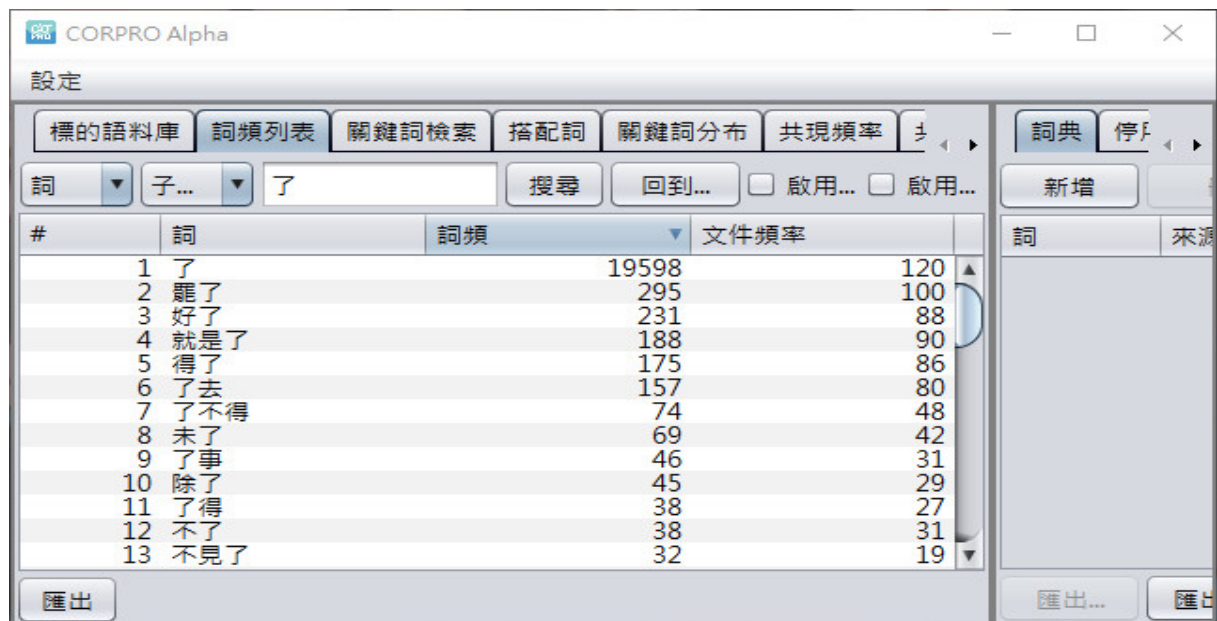 CORPRO Alpha
設定
標的語料庫 詞頻列表 關鍵詞檢索 搭配詞 關鍵詞分布 共現頻率 詞典
詞 子... 了 搜尋 回到... 啟用... 啟用... 新增
# 詞 詞頻 文件頻率 詞 來源
1 了 19598 120
2 罷了 295 100
3 好了 231 88
4 就是了 188 90
5 得了 175 86
6 了去 157 80
7 了不得 74 48
8 未了 69 42
9 了事 46 31
10 除了 45 29
11 了得 38 27
12 不了 38 31
13 不見了 32 19
匯出 匯出... 匯出